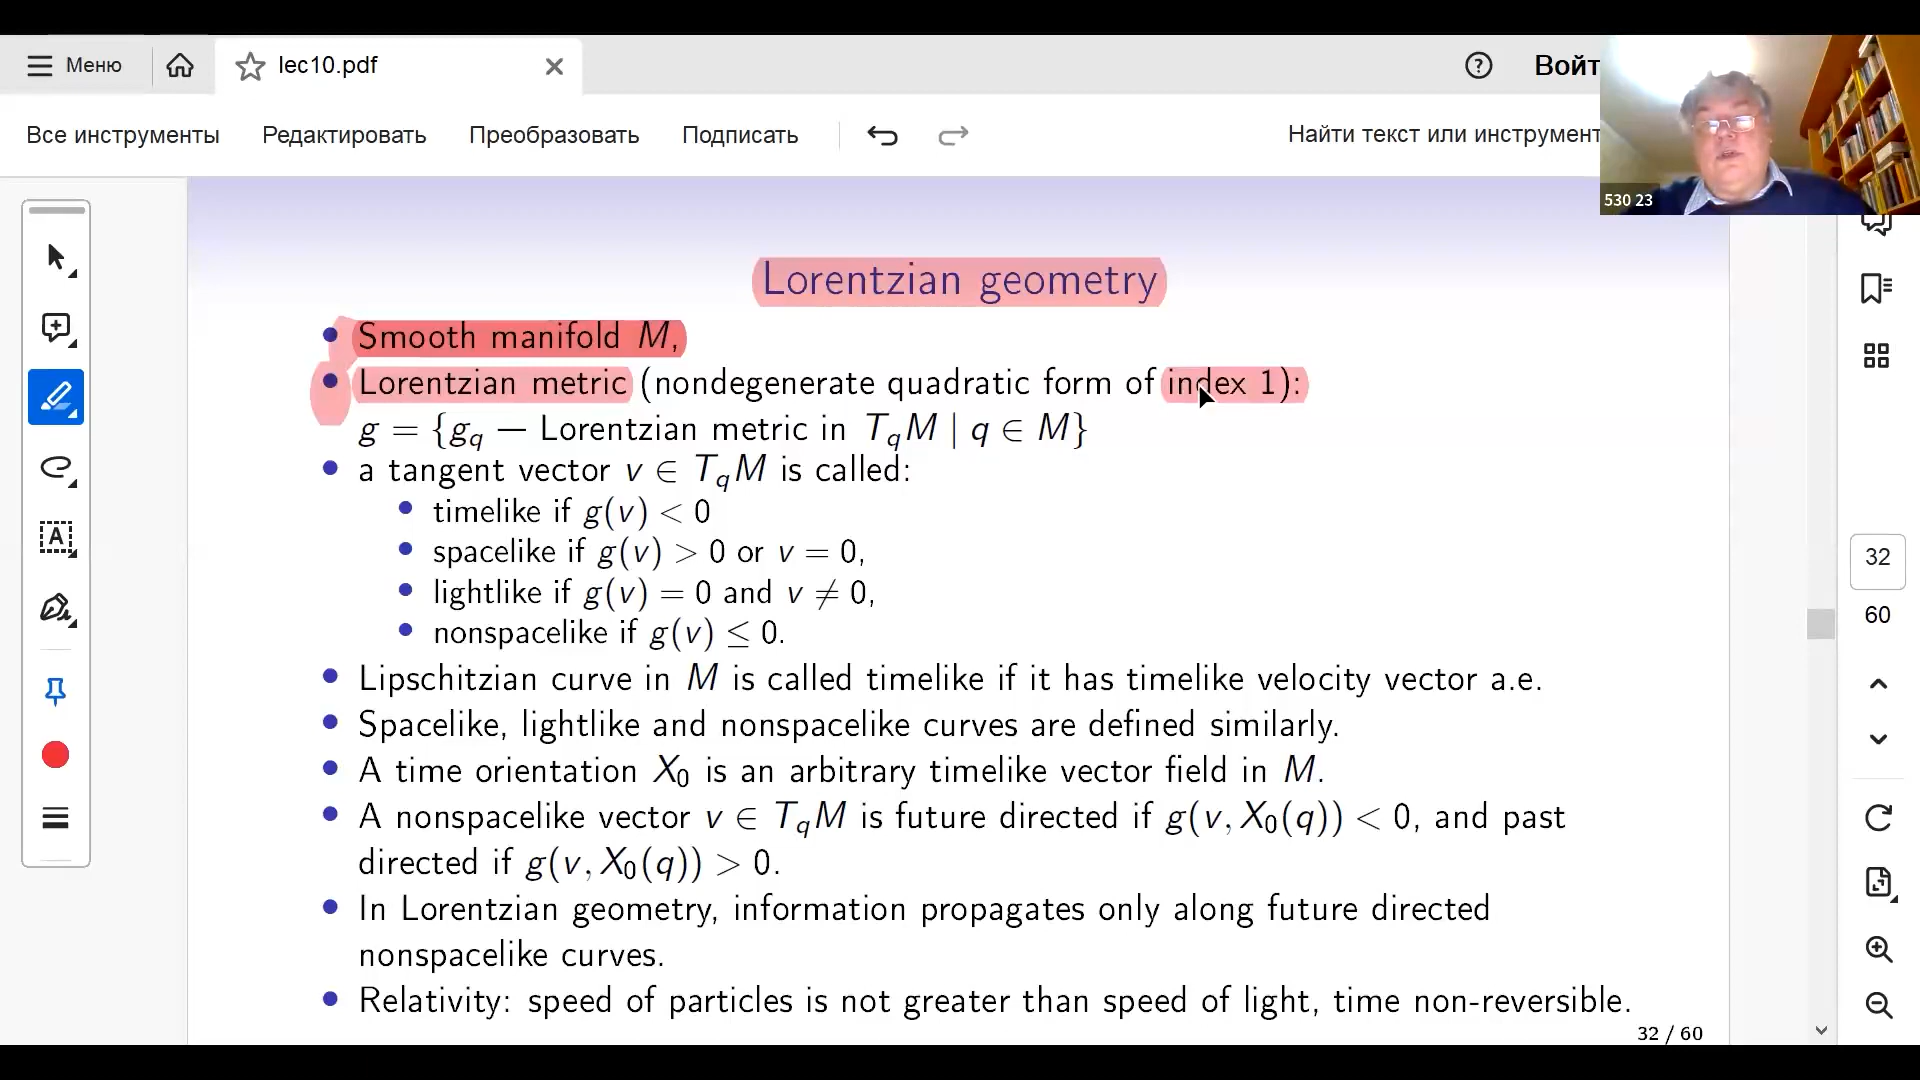 Меню
lec10.pdf
Войт
Все инструменты
Редактировать
Преобразовать
Подписать
Найти текст или инструмент
530 23
Lorentzian geometry
• Smooth manifold M,
• Lorentzian metric (nondegenerate quadratic form of index 1):
g = {g_q — Lorentzian metric in T_qM | q ∈ M}
• a tangent vector v ∈ T_qM is called:
• timelike if g(v) < 0
• spacelike if g(v) > 0 or v = 0,
• lightlike if g(v) = 0 and v ≠ 0,
• nonspacelike if g(v) ≤ 0.
• Lipschitzian curve in M is called timelike if it has timelike velocity vector a.e.
• Spacelike, lightlike and nonspacelike curves are defined similarly.
• A time orientation X₀ is an arbitrary timelike vector field in M.
• A nonspacelike vector v ∈ T_qM is future directed if g(v, X₀(q)) < 0, and past
directed if g(v, X₀(q)) > 0.
• In Lorentzian geometry, information propagates only along future directed
nonspacelike curves.
• Relativity: speed of particles is not greater than speed of light, time non-reversible.
32 / 60
32
60